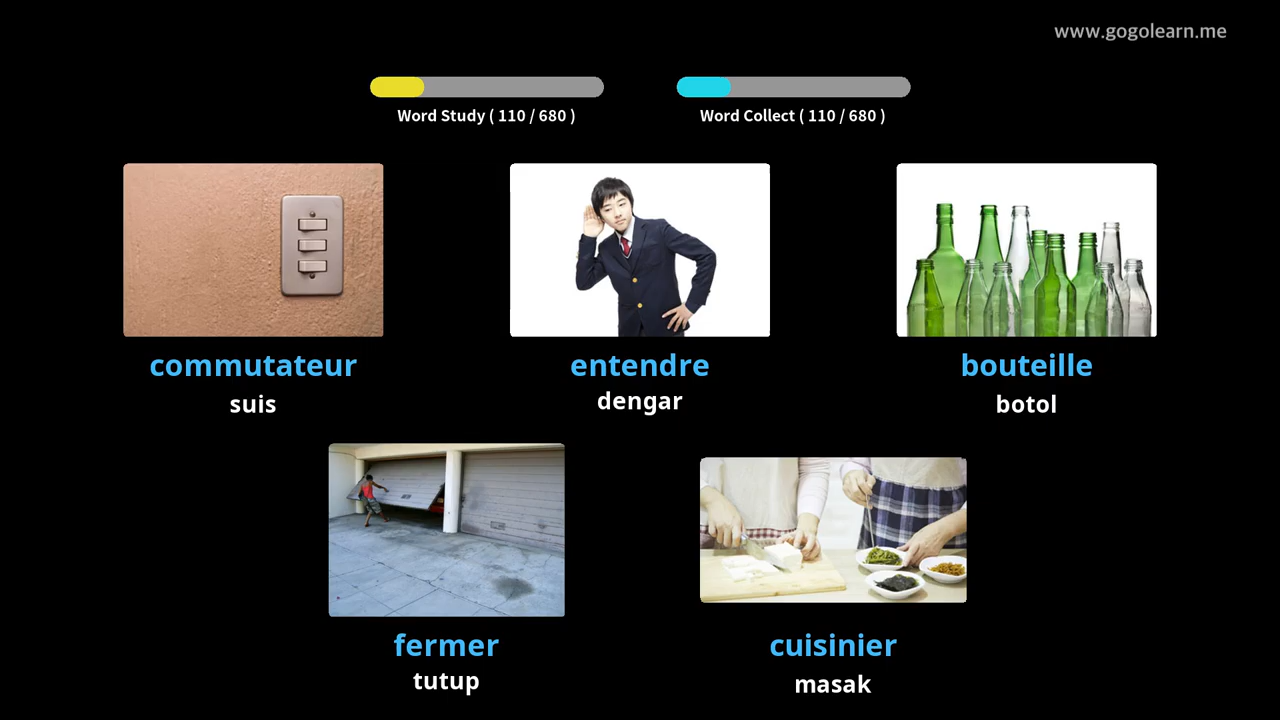 www.gogolearn.me
Word Study ( 110 / 680 )
Word Collect ( 110 / 680 )
commutateur
suis
entendre
dengar
bouteille
botol
fermer
tutup
cuisinier
masak